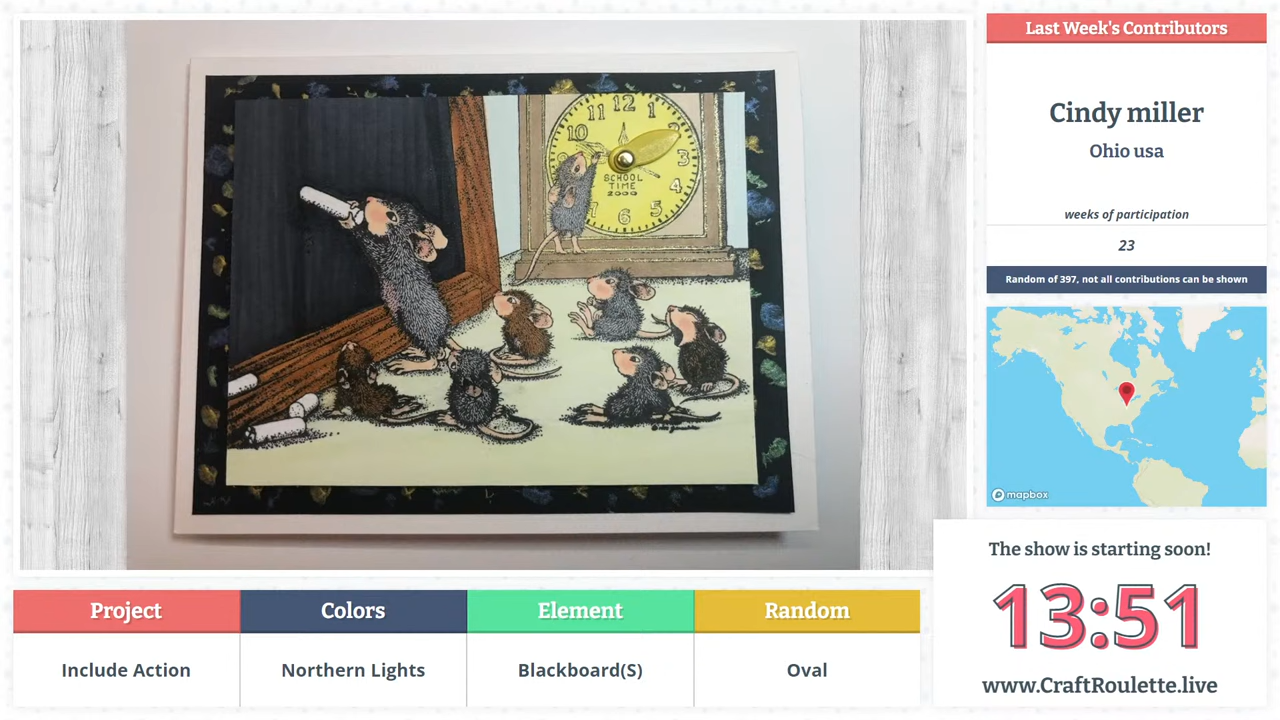 Last Week's Contributors
Cindy miller
Ohio usa
weeks of participation
23
Random of 397, not all contributions can be shown
mapbox
12
11
1
10
3
SCHOOL
TIME
2000
4
7
6
5
The show is starting soon!
13:51
www.CraftRoulette.live
Project
Colors
Element
Random
Include Action
Northern Lights
Blackboard(S)
Oval